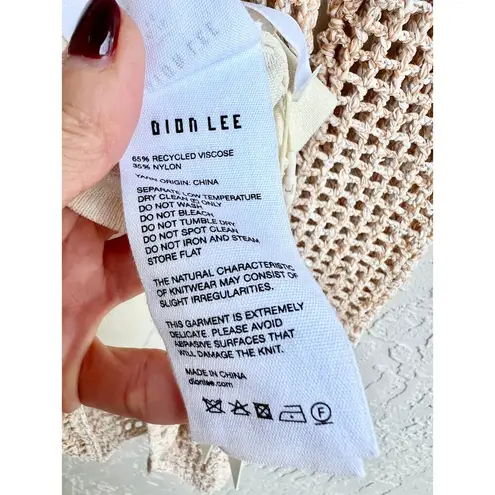 DION LEE
65% RECYCLED VISCOSE
35% NYLON
YARN ORIGIN: CHINA
SEPARATE LOW TEMPERATURE
DRY CLEAN Ⓕ ONLY
DO NOT WASH
DO NOT BLEACH
DO NOT TUMBLE DRY
DO NOT SPOT CLEAN
DO NOT IRON AND STEAM
STORE FLAT
THE NATURAL CHARACTERISTIC
OF KNITWEAR MAY CONSIST OF
SLIGHT IRREGULARITIES.
THIS GARMENT IS EXTREMELY
DELICATE. PLEASE AVOID
ABRASIVE SURFACES THAT
WILL DAMAGE THE KNIT.
MADE IN CHINA
dionlee.com
F